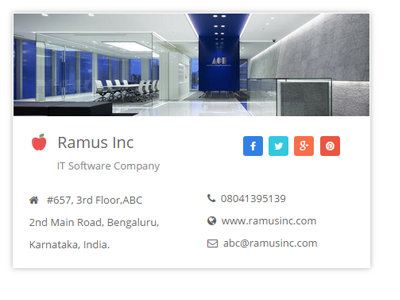 Ramus Inc
IT Software Company
#657, 3rd Floor,ABC
2nd Main Road, Bengaluru,
Karnataka, India.
08041395139
www.ramusinc.com
abc@ramusinc.com